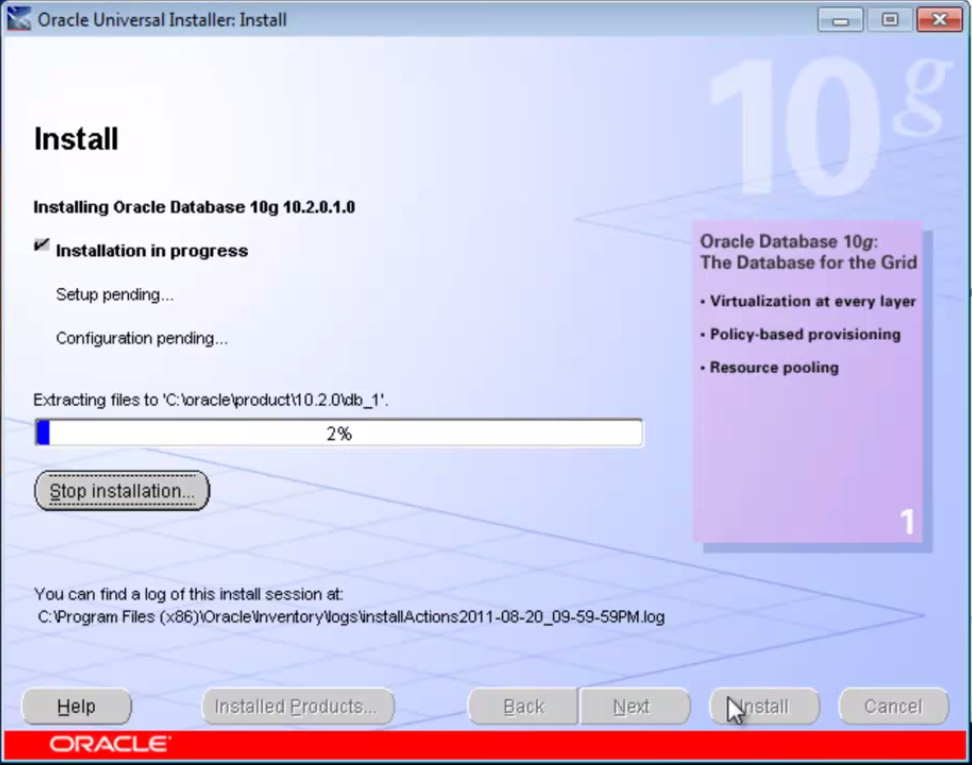 Oracle Universal Installer: Install
10g
Install
Installing Oracle Database 10g 10.2.0.1.0
Installation in progress
Setup pending...
Configuration pending...
Oracle Database 10g:
The Database for the Grid
• Virtualization at every layer
• Policy-based provisioning
• Resource pooling
1
Extracting files to 'C:\oracle\product\10.2.0\db_1'.
2%
Stop installation...
You can find a log of this install session at:
C:\Program Files (x86)\Oracle\Inventory\logs\installActions2011-08-20_09-59-59PM.log
Help
Installed Products...
Back
Next
Install
Cancel
ORACLE